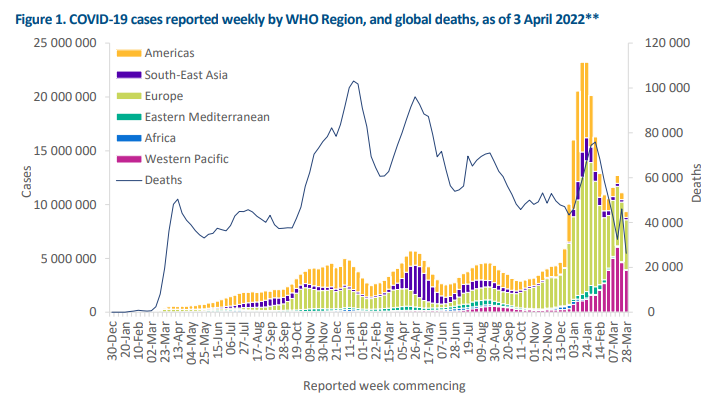 Figure 1. COVID-19 cases reported weekly by WHO Region, and global deaths, as of 3 April 2022**
25 000 000
20 000 000
15 000 000
10 000 000
5 000 000
0
Cases
Americas
South-East Asia
Europe
Eastern Mediterranean
Africa
Western Pacific
Deaths
120 000
100 000
80 000
60 000
40 000
20 000
0
Deaths
30-Dec
20-Jan
10-Feb
02-Mar
23-Mar
13-Apr
04-May
25-May
15-Jun
06-Jul
27-Jul
17-Aug
07-Sep
28-Sep
19-Oct
09-Nov
30-Nov
21-Dec
11-Jan
01-Feb
22-Feb
15-Mar
05-Apr
26-Apr
17-May
07-Jun
28-Jun
19-Jul
09-Aug
30-Aug
20-Sep
11-Oct
01-Nov
22-Nov
13-Dec
03-Jan
24-Jan
14-Feb
07-Mar
28-Mar
Reported week commencing